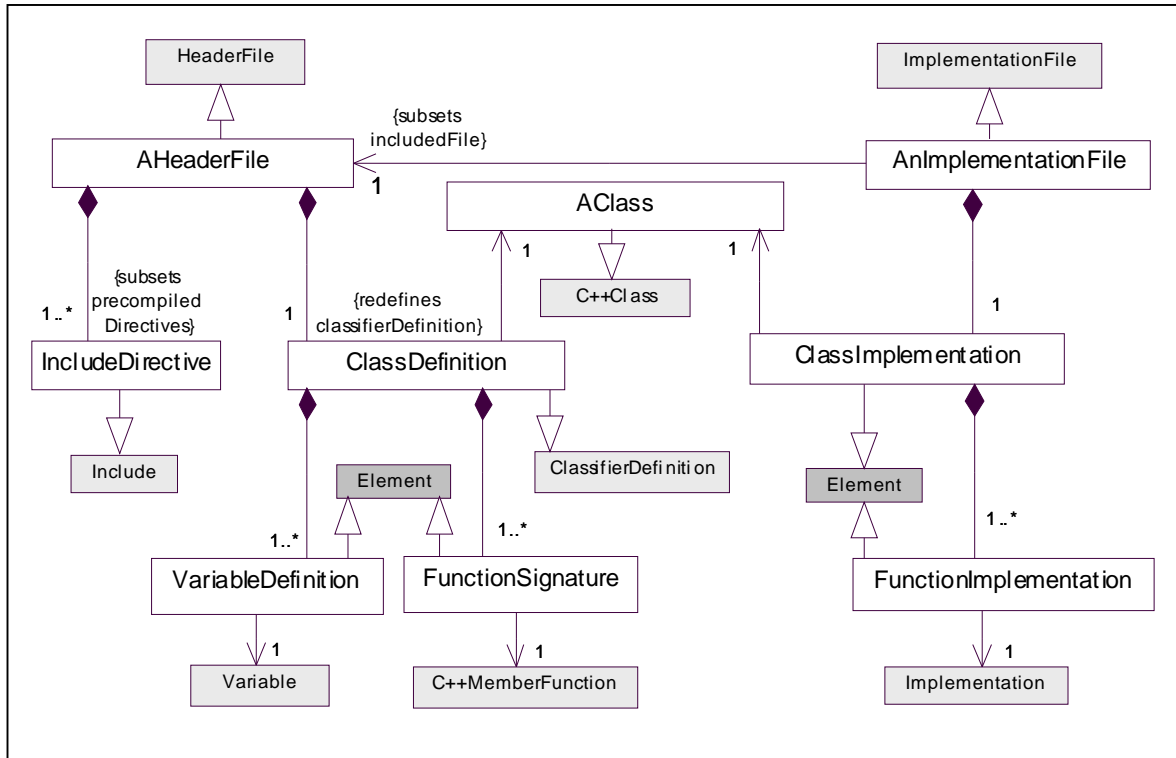 HeaderFile
ImplementationFile
{subsets
includedFile}
AHeaderFile
AnImplementationFile
1
AClass
1
1
C++Class
{subsets
precompiled
Directives}
1..*
1
{redefines
classifierDefinition}
1
IncludeDirective
ClassDefinition
ClassImplementation
Include
Element
ClassifierDefinition
Element
1..*
1..*
1..*
VariableDefinition
FunctionSignature
FunctionImplementation
1
1
1
Variable
C++MemberFunction
Implementation